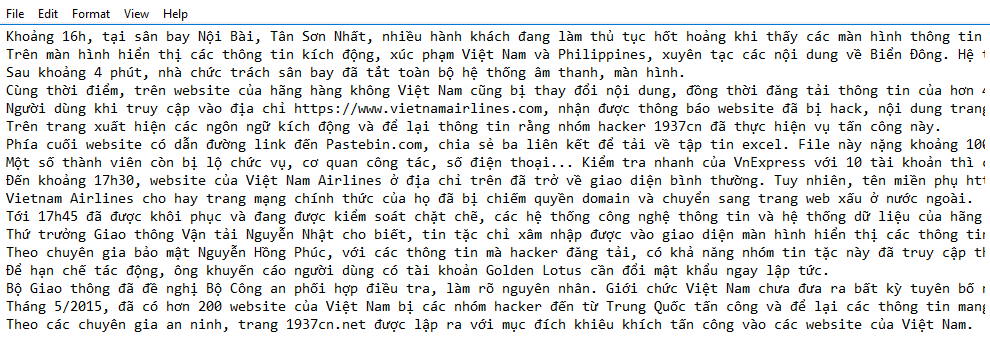 File Edit Format View Help
Khoảng 16h, tại sân bay Nội Bài, Tân Sơn Nhất, nhiều hành khách đang làm thủ tục hốt hoảng khi thấy các màn hình thông tin
Trên màn hình hiển thị các thông tin kích động, xúc phạm Việt Nam và Philippines, xuyên tạc các nội dung về Biển Đông. Hệ
Sau khoảng 4 phút, nhà chức trách sân bay đã tắt toàn bộ hệ thống âm thanh, màn hình.
Cùng thời điểm, trên website của hãng hàng không Việt Nam cũng bị thay đổi nội dung, đồng thời đăng tải thông tin của hơn
Người dùng khi truy cập vào địa chỉ https://www.vietnamairlines.com, nhận được thông báo website đã bị hack, nội dung trang
Trên trang xuất hiện các ngôn ngữ kích động và để lại thông tin rằng nhóm hacker 1937cn đã thực hiện vụ tấn công này.
Phía cuối website có dẫn đường link đến Pastebin.com, chia sẻ ba liên kết để tải về tập tin excel. File này nặng khoảng
Một số thành viên còn bị lộ chức vụ, cơ quan công tác, số điện thoại... Kiểm tra nhanh của VnExpress với 10 tài khoản thì
Đến khoảng 17h30, website của Việt Nam Airlines ở địa chỉ trên đã trở về giao diện bình thường. Tuy nhiên, tên miền phụ
Vietnam Airlines cho hay trang mạng chính thức của họ đã bị chiếm quyền domain và chuyển sang trang web xấu ở nước ngoài.
Tới 17h45 đã được khôi phục và đang được kiểm soát chặt chẽ, các hệ thống công nghệ thông tin và hệ thống dữ liệu của hãng
Thứ trưởng Giao thông Vận tải Nguyễn Nhật cho biết, tin tặc chỉ xâm nhập được vào giao diện màn hình hiển thị các thông
Theo chuyên gia bảo mật Nguyễn Hồng Phúc, với các thông tin mà hacker đăng tải, có khả năng nhóm tin tặc này đã truy cập
Để hạn chế tác động, ông khuyến cáo người dùng có tài khoản Golden Lotus cần đổi mật khẩu ngay lập tức.
Bộ Giao thông đã đề nghị Bộ Công an phối hợp điều tra, làm rõ nguyên nhân. Giới chức Việt Nam chưa đưa ra bất kỳ tuyên bố
Tháng 5/2015, đã có hơn 200 website của Việt Nam bị các nhóm hacker đến từ Trung Quốc tấn công và để lại các thông tin mang
Theo các chuyên gia an ninh, trang 1937cn.net được lập ra với mục đích khiêu khích tấn công vào các website của Việt Nam.